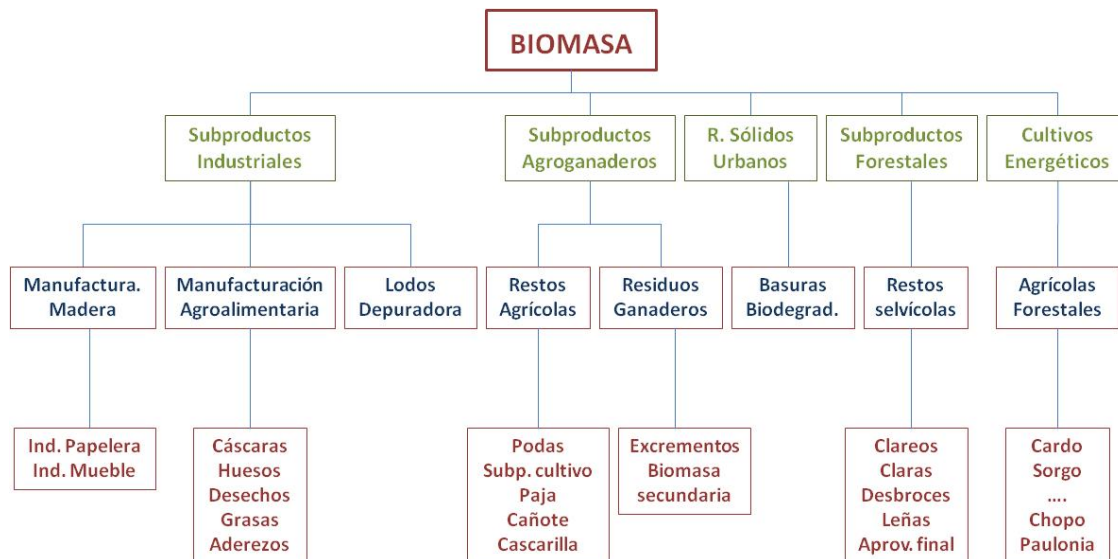 BIOMASA
Subproductos
Industriales
Subproductos
Agroganaderos
R. Sólidos
Urbanos
Subproductos
Forestales
Cultivos
Energéticos
Manufactura.
Madera
Manufacturación
Agroalimentaria
Lodos
Depuradora
Restos
Agrícolas
Residuos
Ganaderos
Basuras
Biodegrad.
Restos
selvícolas
Agrícolas
Forestales
Ind. Papelera
Ind. Mueble
Cáscaras
Huesos
Desechos
Grasas
Aderezos
Podas
Subp. cultivo
Paja
Cañote
Cascarilla
Excrementos
Biomasa
secundaria
Clareos
Claras
Desbroces
Leñas
Aprov. final
Cardo
Sorgo
....
Chopo
Paulonia